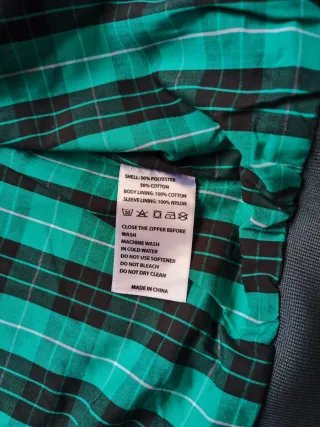 SHELL: 50% POLYESTER
50% COTTON
BODY LINING: 100% COTTON
SLEEVE LINING: 100% NYLON
CLOSE THE ZIPPER BEFORE
WASH
MACHINE WASH
IN COLD WATER
DO NOT USE SOFTENER
DO NOT BLEACH
DO NOT DRY CLEAN
MADE IN CHINA